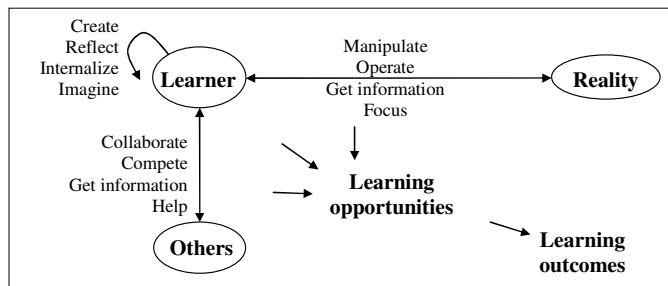 Create
Reflect
Internalize
Imagine
Learner
Manipulate
Operate
Get information
Focus
Reality
Collaborate
Compete
Get information
Help
Others
Learning
opportunities
Learning
outcomes